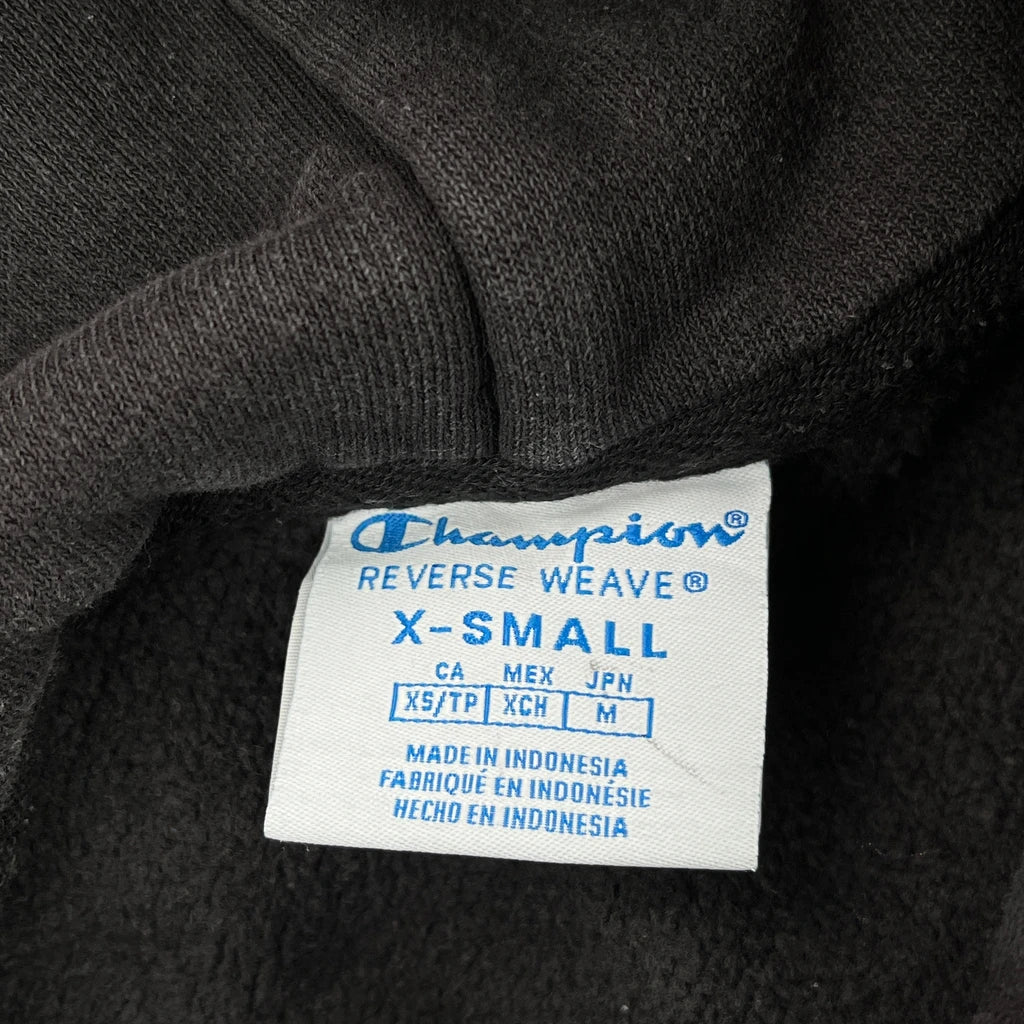 Champion®
REVERSE WEAVE®
X-SMALL
CA MEX JPN
XS/TP XCH M
MADE IN INDONESIA
FABRIQUÉ EN INDONÉSIE
HECHO EN INDONESIA